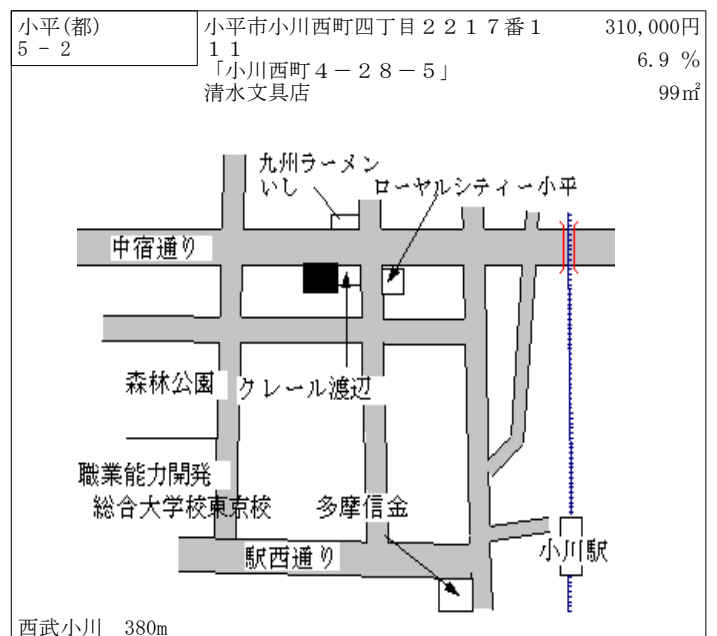 小平(都)
5 - 2
小平市小川西町四丁目２２１７番１
１１
「小川西町４－２８－５」
清水文具店
310,000円
6.9 %
99㎡
九州ラーメン
いし
ローヤルシティー小平
中宿通り
森林公園
クレール渡辺
職業能力開発
総合大学校東京校
多摩信金
駅西通り
小川駅
西武小川　380m